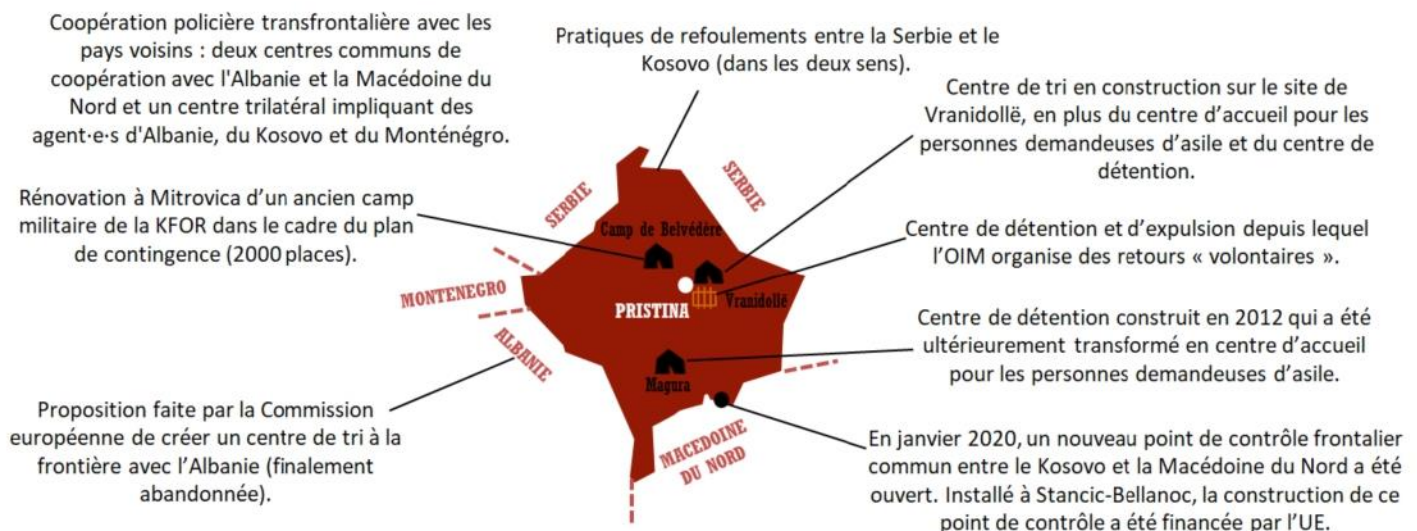 Coopération policière transfrontalière avec les
pays voisins : deux centres communs de
coopération avec l'Albanie et la Macédoine du
Nord et un centre trilatéral impliquant des
agent·e·s d'Albanie, du Kosovo et du Monténégro.
Pratiques de refoulements entre la Serbie et le
Kosovo (dans les deux sens).
Centre de tri en construction sur le site de
Vranidollë, en plus du centre d'accueil pour les
personnes demandeuses d'asile et du centre de
détention.
Rénovation à Mitrovica d'un ancien camp
militaire de la KFOR dans le cadre du plan
de contingence (2000 places).
SERBIE
SERBIE
Camp de Belvédère
Centre de détention et d'expulsion depuis lequel
l'OIM organise des retours « volontaires ».
MONTENEGRO
PRISTINA
Vranidollë
ALBANIE
Centre de détention construit en 2012 qui a été
ultérieurement transformé en centre d'accueil
pour les personnes demandeuses d'asile.
Magura
Proposition faite par la Commission
européenne de créer un centre de tri à la
frontière avec l'Albanie (finalement
abandonnée).
MACEDOINE
DU NORD
En janvier 2020, un nouveau point de contrôle frontalier
commun entre le Kosovo et la Macédoine du Nord a été
ouvert. Installé à Stancic-Bellanoc, la construction de ce
point de contrôle a été financée par l'UE.